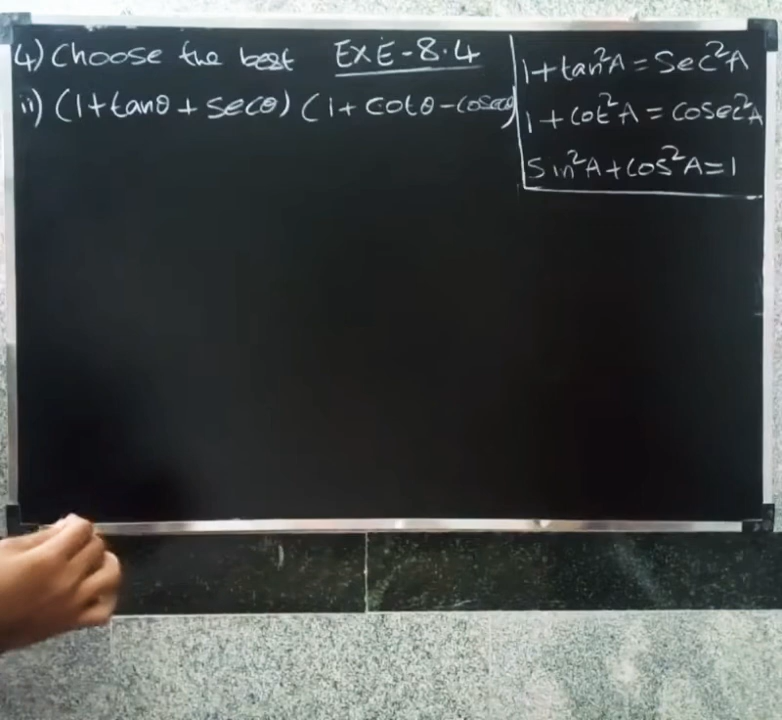 4) Choose the best EXE-8.4
ii) (1+tanθ + secθ) (1+ cotθ - cosecθ)
1+tan²A = Sec²A
1+cot²A = cosec²A
Sin²A + cos²A = 1